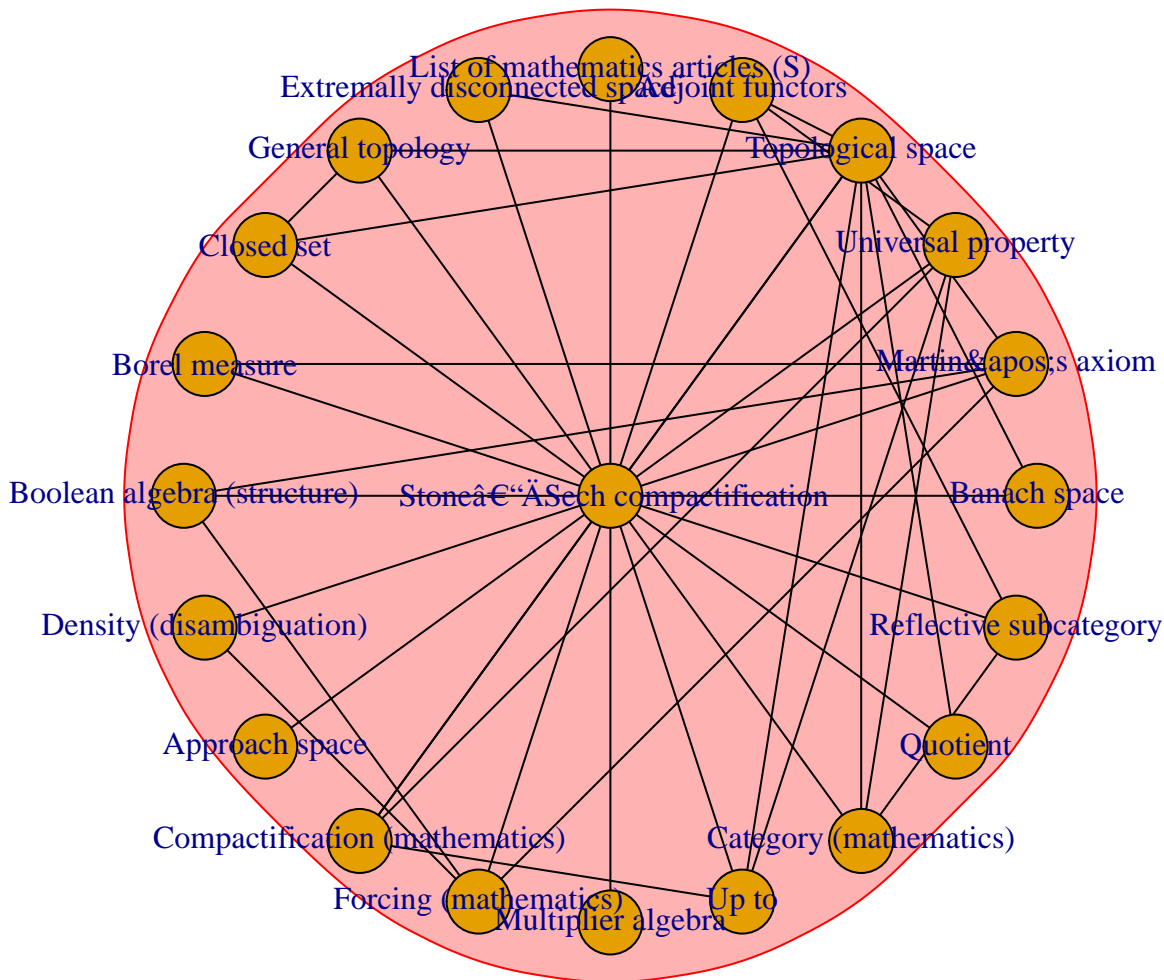 List of mathematics articles (S)
Extremally disconnected space
Adjoint functors
General topology
Topological space
Closed set
Universal property
Borel measure
Martin&apos;s axiom
Boolean algebra (structure)
Stoneâ€“ÄSech compactification
Banach space
Density (disambiguation)
Reflective subcategory
Approach space
Quotient
Compactification (mathematics)
Category (mathematics)
Forcing (mathematics)
Up to
Multiplier algebra